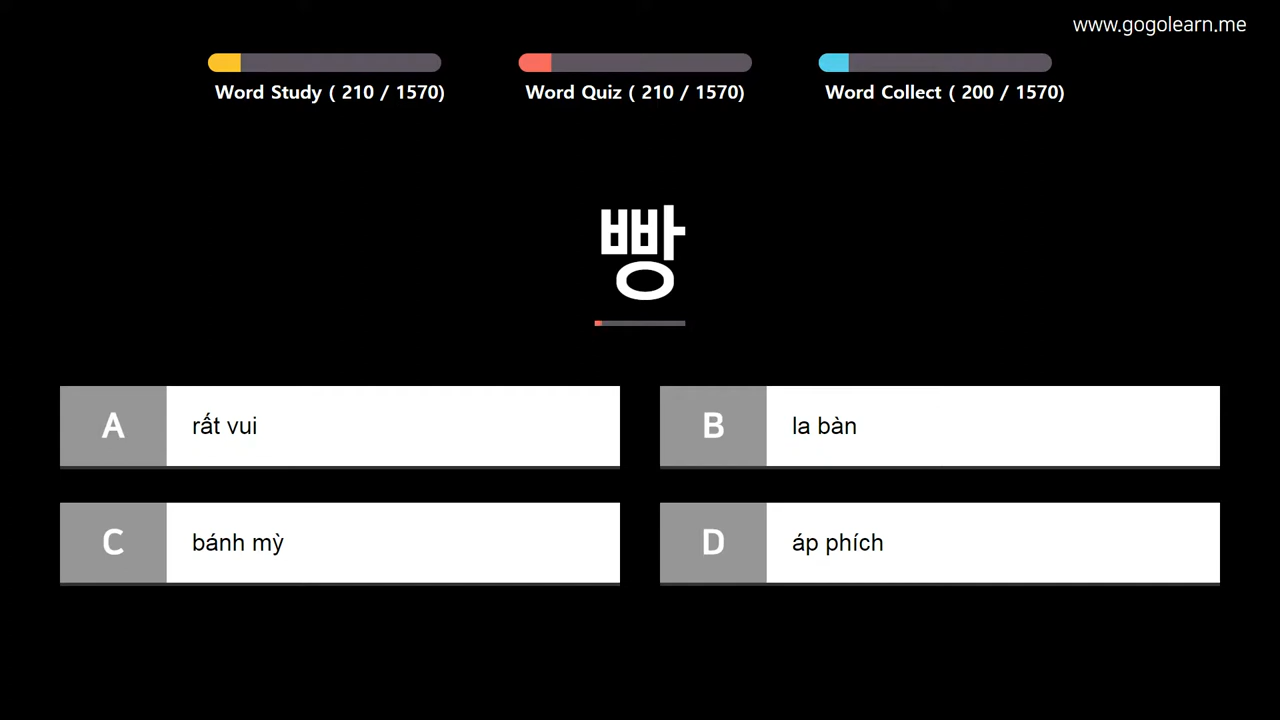 www.gogolearn.me
Word Study ( 210 / 1570)
Word Quiz ( 210 / 1570)
Word Collect ( 200 / 1570)
빵
A
rất vui
B
la bàn
C
bánh mỳ
D
áp phích